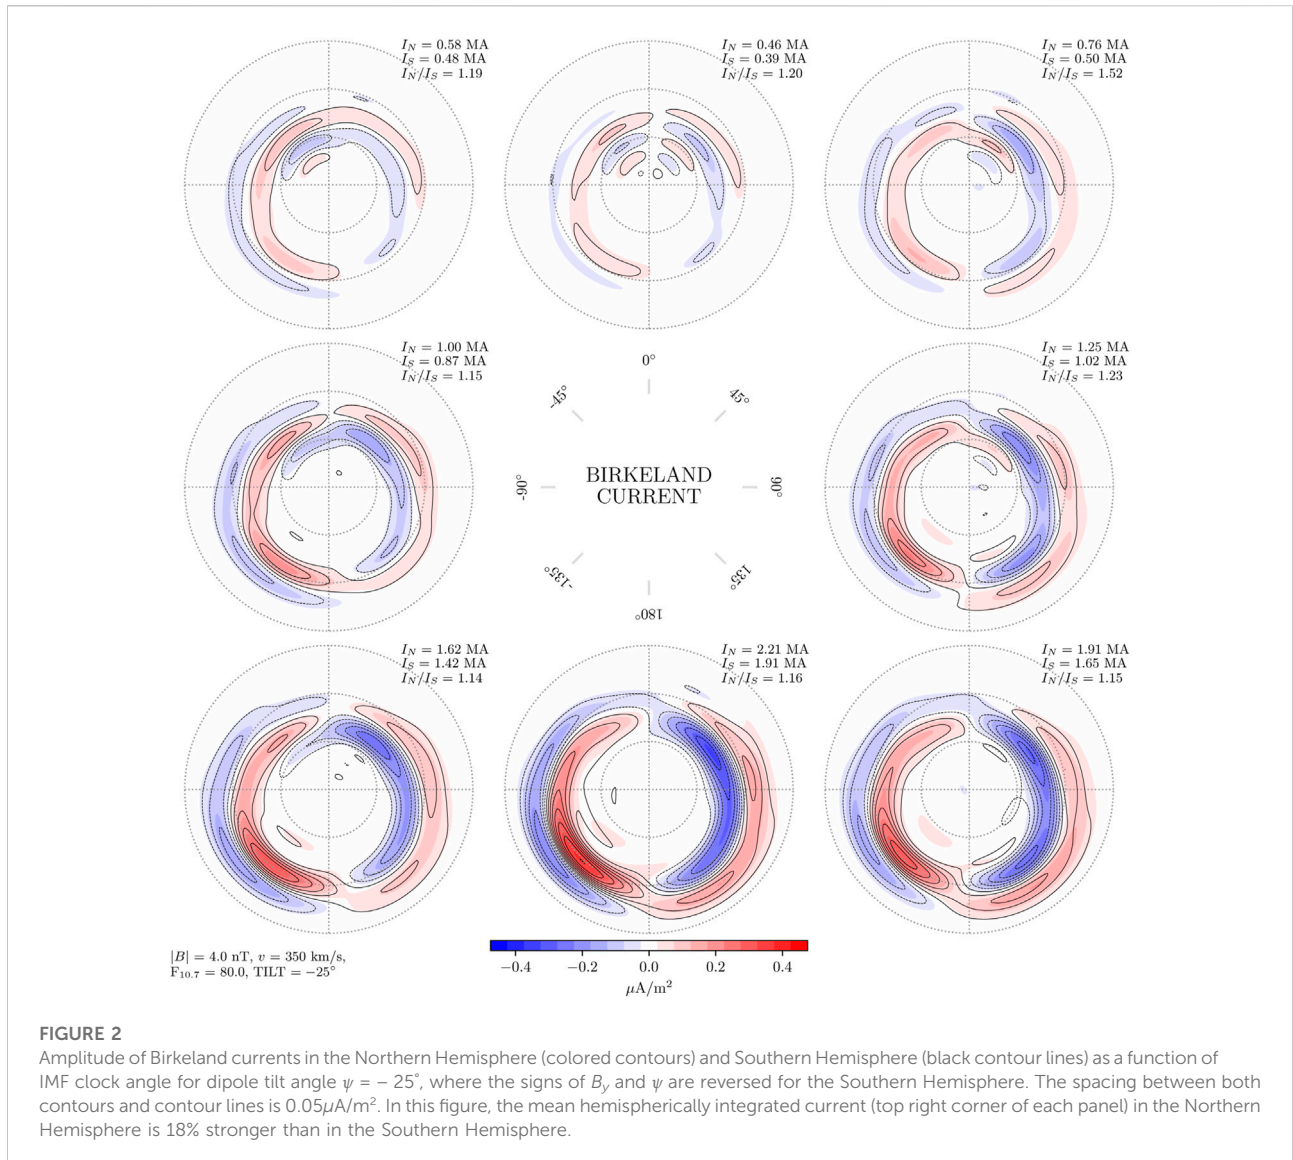 I_N = 0.58 MA
I_S = 0.48 MA
I_N/I_S = 1.19
I_N = 0.46 MA
I_S = 0.39 MA
I_N/I_S = 1.20
I_N = 0.76 MA
I_S = 0.50 MA
I_N/I_S = 1.52
I_N = 1.00 MA
I_S = 0.87 MA
I_N/I_S = 1.15
0°
-45°
45°
-90°
BIRKELAND
CURRENT
90°
-135°
135°
180°
I_N = 1.25 MA
I_S = 1.02 MA
I_N/I_S = 1.23
I_N = 1.62 MA
I_S = 1.42 MA
I_N/I_S = 1.14
I_N = 2.21 MA
I_S = 1.91 MA
I_N/I_S = 1.16
I_N = 1.91 MA
I_S = 1.65 MA
I_N/I_S = 1.15
|B| = 4.0 nT, v = 350 km/s,
F_10.7 = 80.0, TILT = −25°
−0.4 −0.2 0.0 0.2 0.4
μA/m²
FIGURE 2
Amplitude of Birkeland currents in the Northern Hemisphere (colored contours) and Southern Hemisphere (black contour lines) as a function of
IMF clock angle for dipole tilt angle ψ = − 25°, where the signs of B_y and ψ are reversed for the Southern Hemisphere. The spacing between both
contours and contour lines is 0.05μA/m². In this figure, the mean hemispherically integrated current (top right corner of each panel) in the Northern
Hemisphere is 18% stronger than in the Southern Hemisphere.